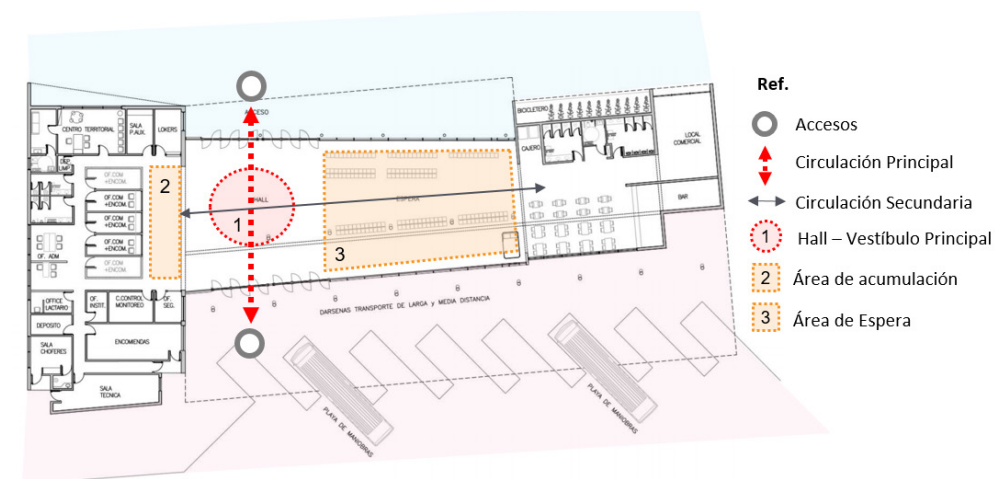 ACCESO
BICICLETERO
CENTRO TERRITORIAL
SALA
P.AUX.
LOKERS
CAJERO
LOCAL
COMERCIAL
OF.COM
+ENCOM.
OF.COM
+ENCOM.
OF.COM
+ENCOM.
OF.COM
+ENCOM.
OF.COM
+ENCOM.
2
HALL
1
ESPERA
3
BAR
OF. ADM
OFFICE
LACTARIO
OF.
INSTIT.
C.CONTROL
MONITOREO
OF.
SEG.
DEPOSITO
ENCOMIENDAS
SALA
CHOFERES
SALA
TECNICA
DARSENAS TRANSPORTE DE LARGA y MEDIA DISTANCIA
PLAYA DE MANIOBRAS
PLAYA DE MANIOBRAS
Ref.
Accesos
Circulación Principal
Circulación Secundaria
1 Hall – Vestíbulo Principal
2 Área de acumulación
3 Área de Espera